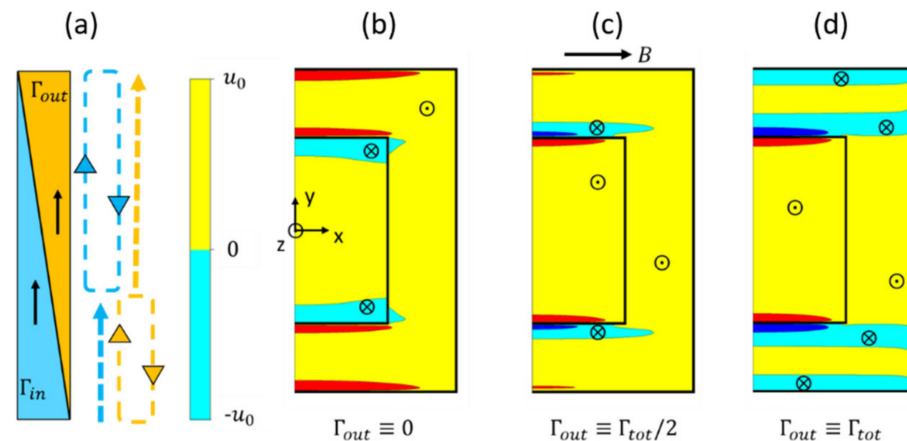 (a)
(b)
(c)
(d)
B
Γout
Γin
u0
0
-u0
y
x
z
Γout ≡ 0
Γout ≡ Γtot/2
Γout ≡ Γtot